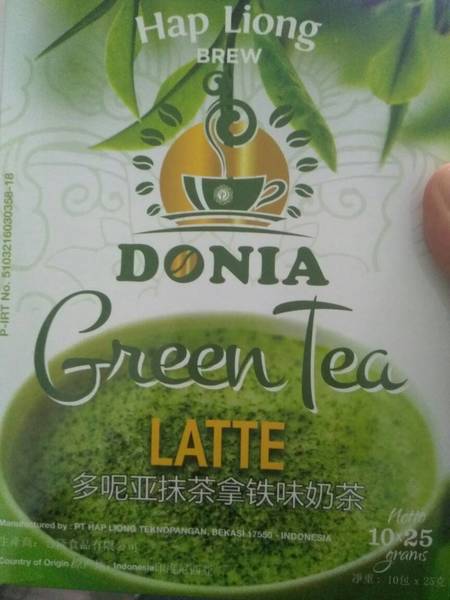 Hap Liong
BREW
DONIA
Green Tea
LATTE
多呢亚抹茶拿铁味奶茶
Netto
10x25
grams
净重：10包 x 25克
Manufactured by : PT HAP LIONG TEKNOPANGAN, BEKASI 17550 - INDONESIA
Country of Origin
Indonesia
P-IRT No. 5103216030358-18